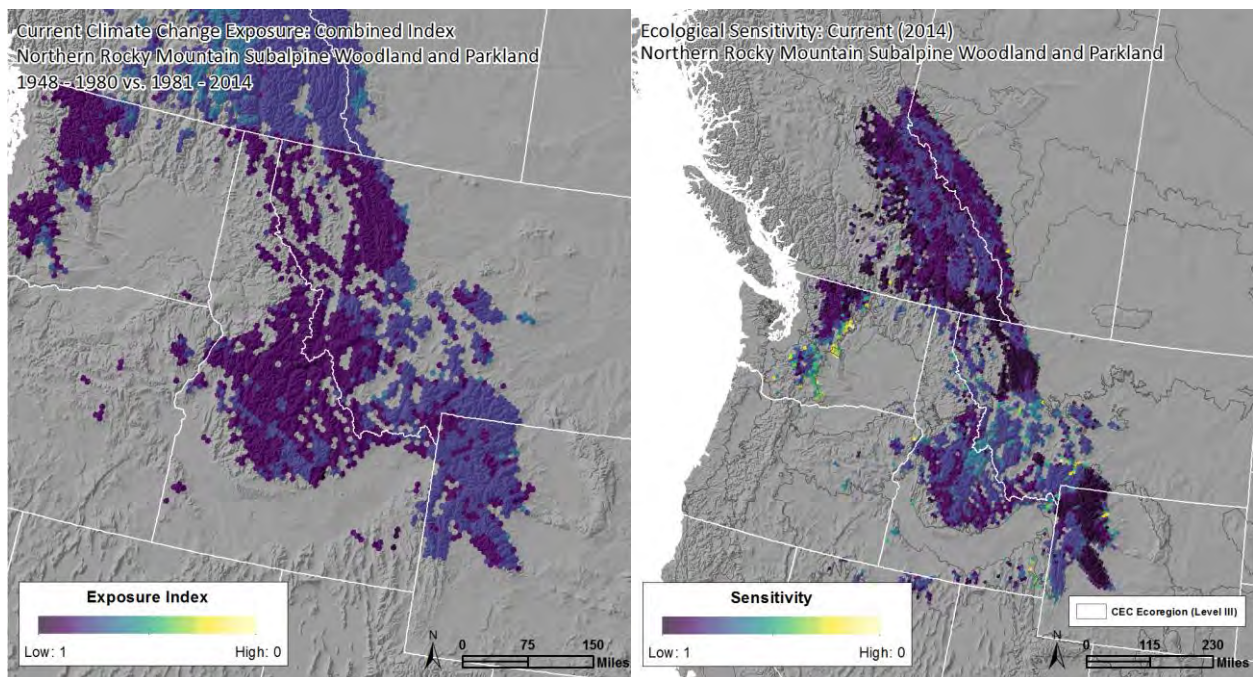 Current Climate Change Exposure: Combined Index
Northern Rocky Mountain Subalpine Woodland and Parkland
1948 - 1980 vs. 1981 - 2014
Exposure Index
Low: 1
High: 0
N
0
75
150
Miles
Ecological Sensitivity: Current (2014)
Northern Rocky Mountain Subalpine Woodland and Parkland
CEC Ecoregion (Level III)
Sensitivity
Low: 1
High: 0
N
0
115
230
Miles